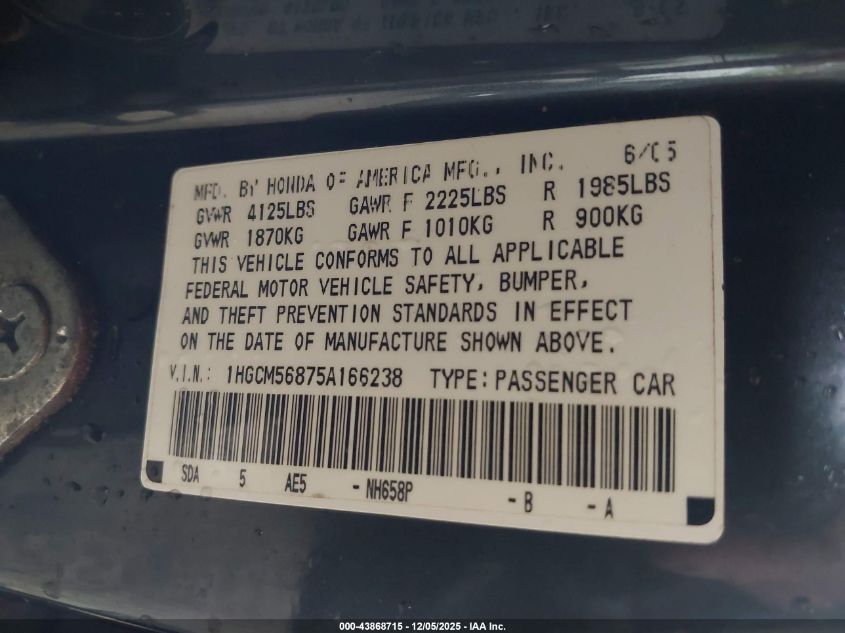 MFD. BY HONDA OF AMERICA MFG., INC. 6/05
GVWR 4125LBS GAWR F 2225LBS R 1985LBS
GVWR 1870KG GAWR F 1010KG R 900KG
THIS VEHICLE CONFORMS TO ALL APPLICABLE
FEDERAL MOTOR VEHICLE SAFETY, BUMPER,
AND THEFT PREVENTION STANDARDS IN EFFECT
ON THE DATE OF MANUFACTURE SHOWN ABOVE.
V.I.N.: 1HGCM56875A166238 TYPE: PASSENGER CAR
SDA 5 AE5 - NH658P - B - A
000-43868715 - 12/05/2025 - IAA Inc.